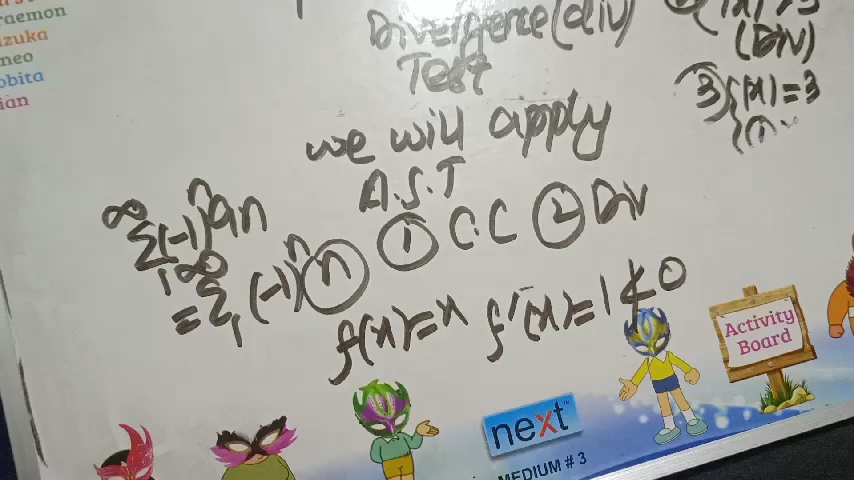 raemon
zuka
neo
obita
ian
Divergence (div)
Test
(Div)
3) f(x) = 3
we will apply
A.S.T
∞ Σ 1 (-1)^n an
① C.C ② Div
= ∞ Σ 1 (-1)^n n
f(x) = x f'(x) = 1 ≮ 0
Activity
Board
next™
MEDIUM # 3